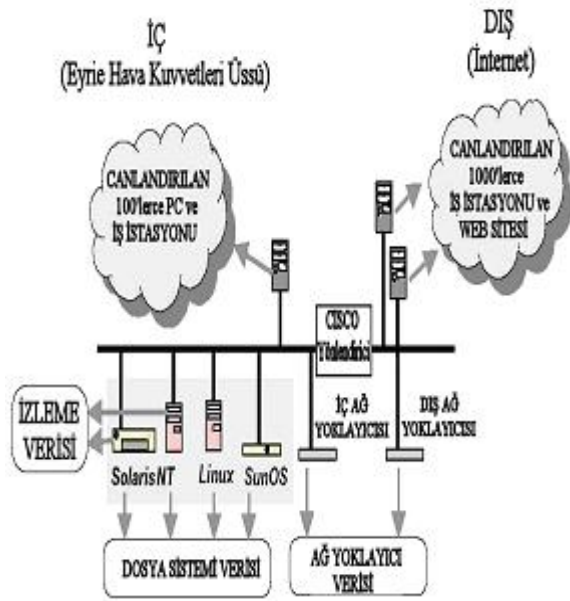 İÇ
(Eyrie Hava Kuvvetleri Üssü)
DIŞ
(İnternet)
CANLANDIRILAN
100'lerce PC ve
İŞ İSTASYONU
CANLANDIRILAN
1000'lerce
İŞ İSTASYONU ve
WEB SİTESİ
CISCO
Yönlendirici
İZLEME
VERİSİ
İÇ AĞ
YOKLAYICISI
DIŞ AĞ
YOKLAYICISI
Solaris NT Linux SunOS
DOSYA SİSTEMİ VERİSİ
AĞ YOKLAYICI
VERİSİ